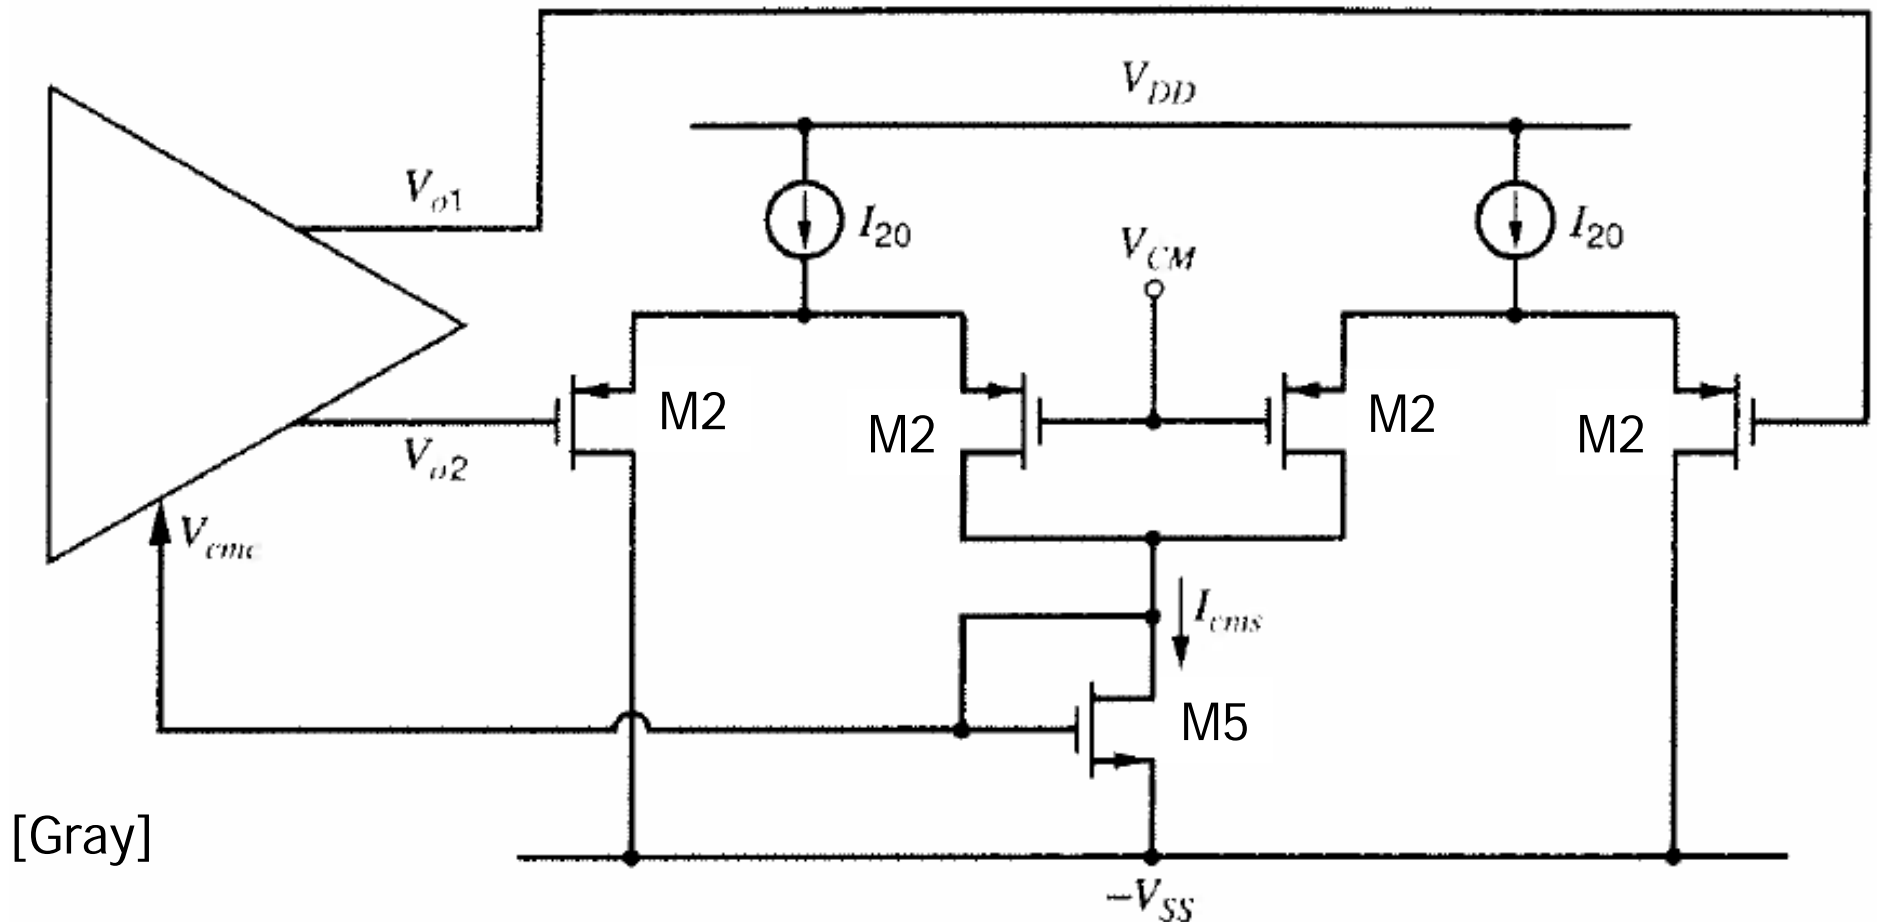 V_DD
V_o1
I_20
V_CM
I_20
M2
M2
M2
M2
V_o2
V_cmc
I_cms
M5
[Gray]
−V_SS